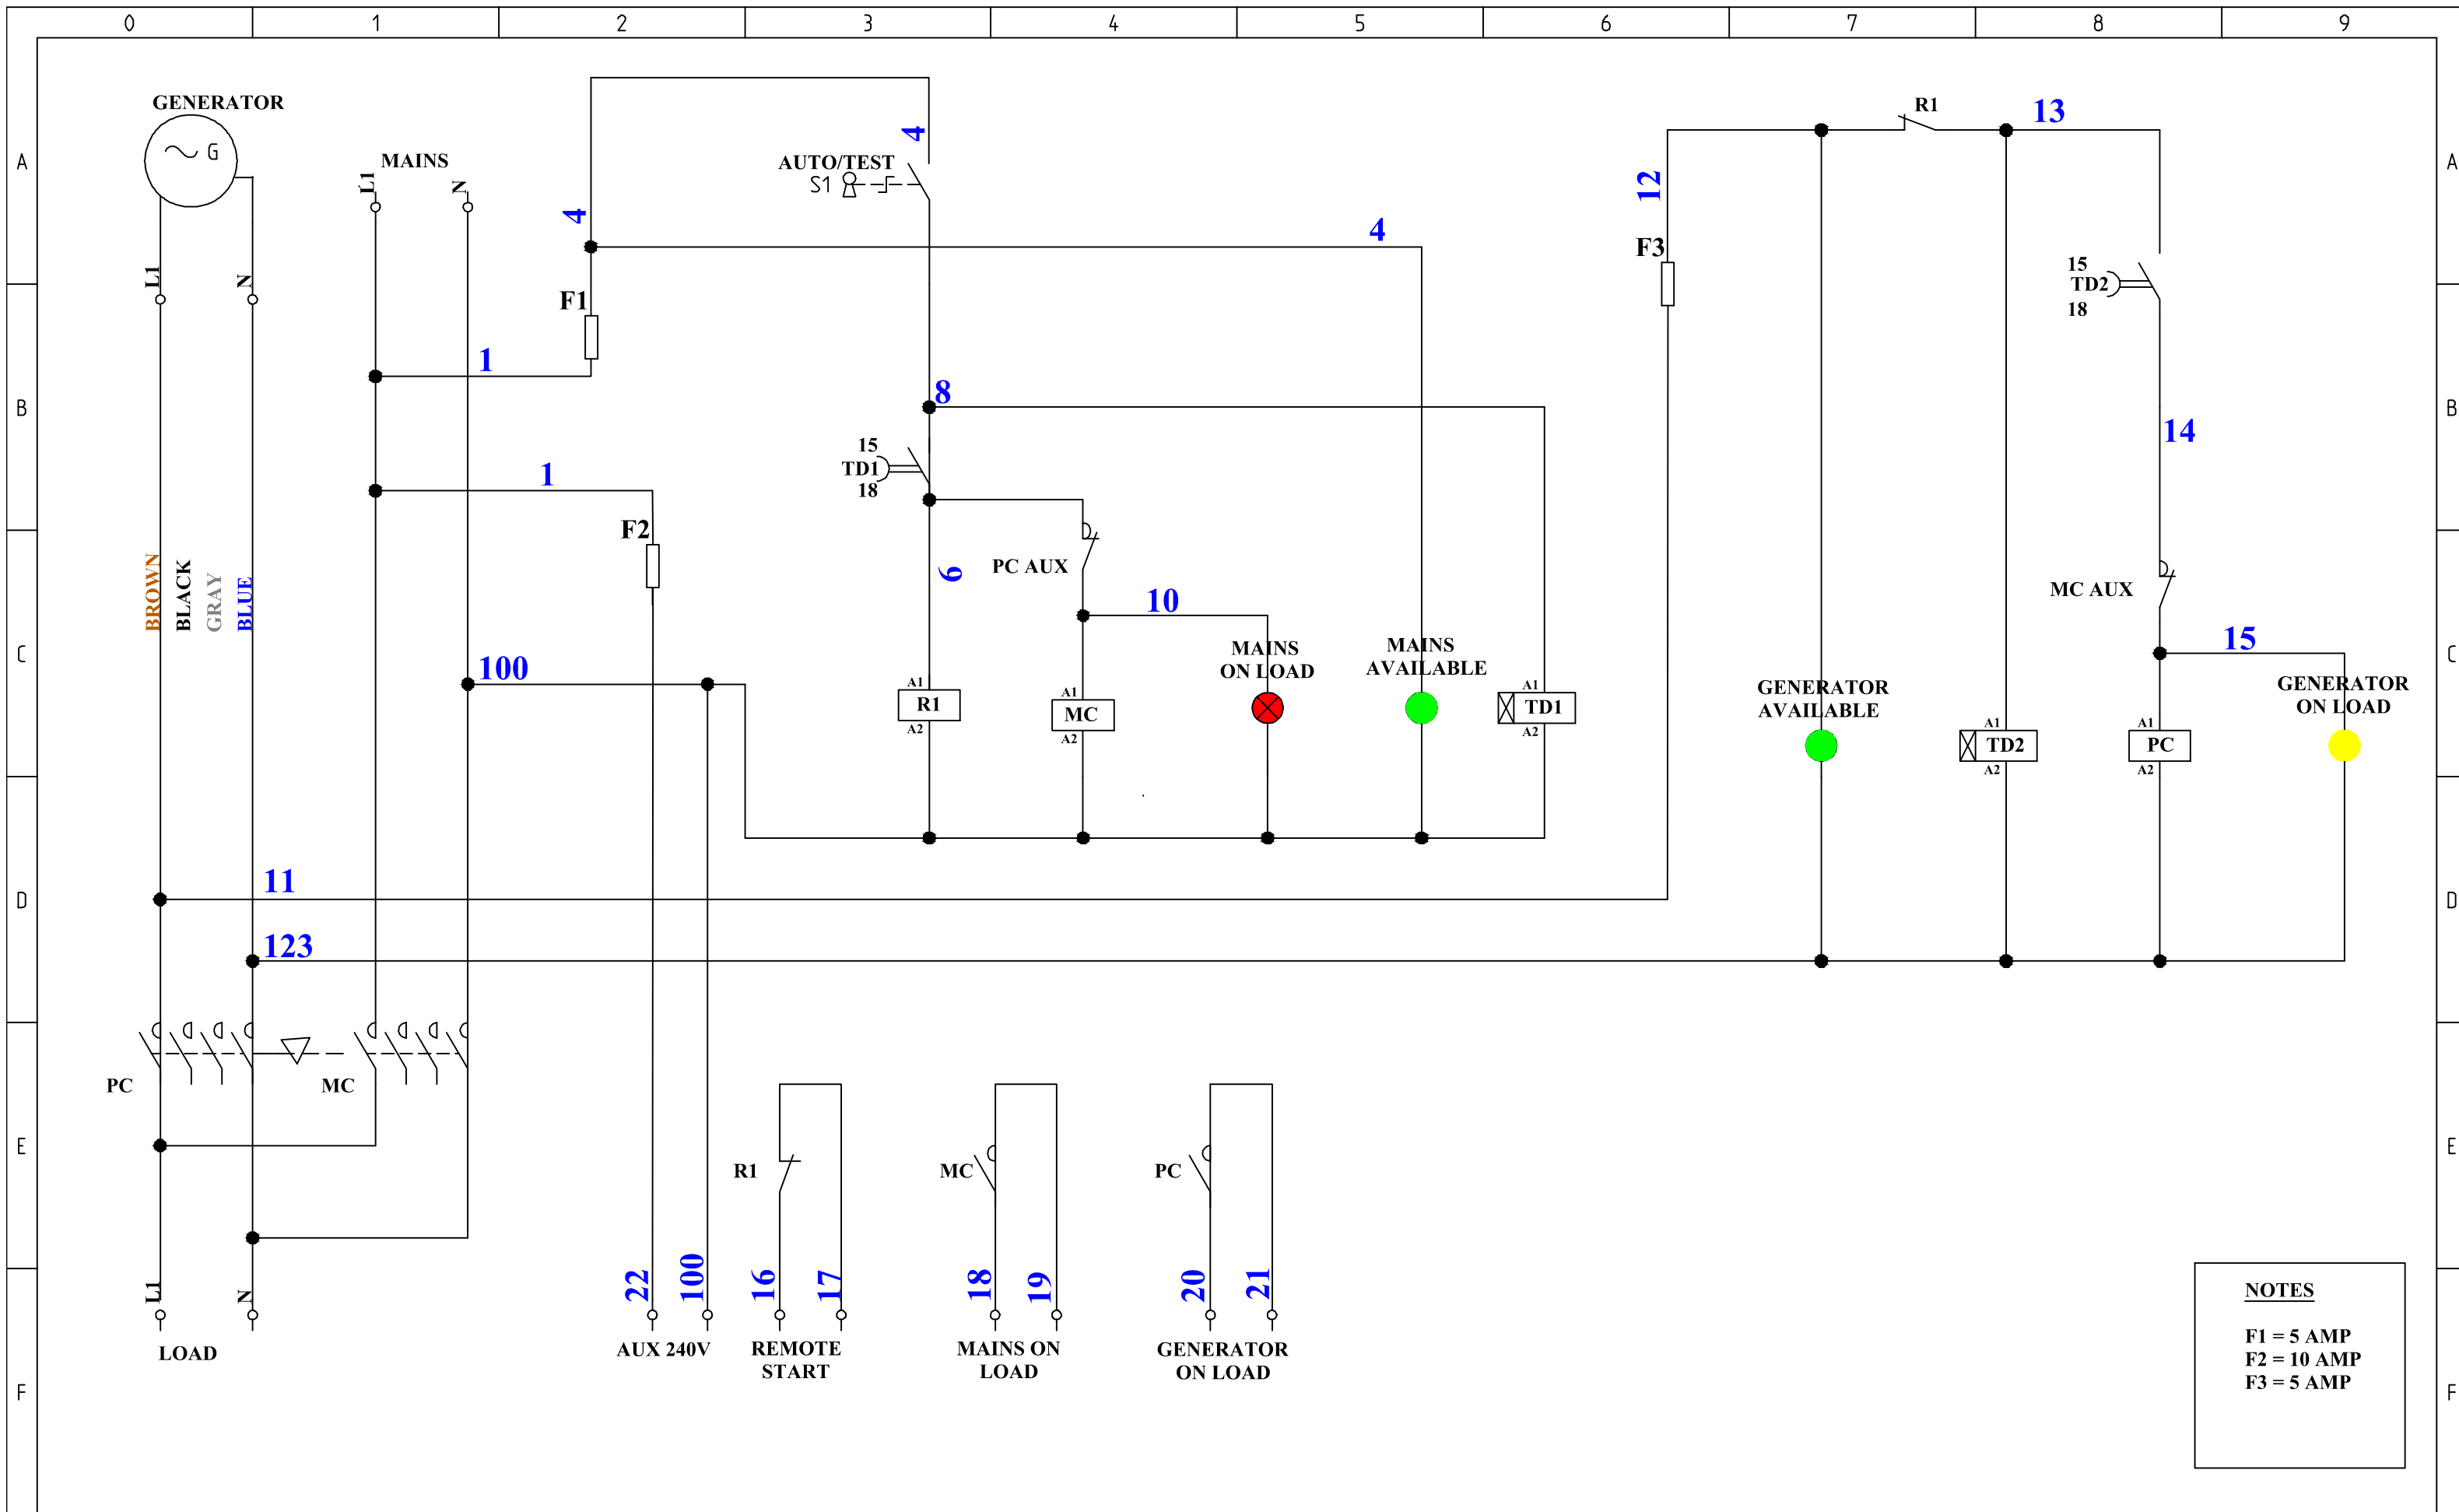 0 1 2 3 4 5 6 7 8 9
GENERATOR
G
MAINS
L1
N
4
AUTO/TEST
S1
4
4
12
F3
R1
13
A
A
L1
N
F1
15
TD2
18
1
8
B
B
14
15
TD1
18
1
F2
BROWN
BLACK
GRAY
BLUE
PC AUX
6
10
MC AUX
15
C
C
100
MAINS
ON LOAD
MAINS
AVAILABLE
GENERATOR
AVAILABLE
GENERATOR
ON LOAD
A1
R1
A2
A1
MC
A2
A1
TD1
A2
A1
TD2
A2
A1
PC
A2
11
D
D
123
PC
MC
E
E
R1
MC
PC
L1
N
22
100
16
17
18
19
20
21
LOAD
AUX 240V
REMOTE
START
MAINS ON
LOAD
GENERATOR
ON LOAD
NOTES
F1 = 5 AMP
F2 = 10 AMP
F3 = 5 AMP
F
F